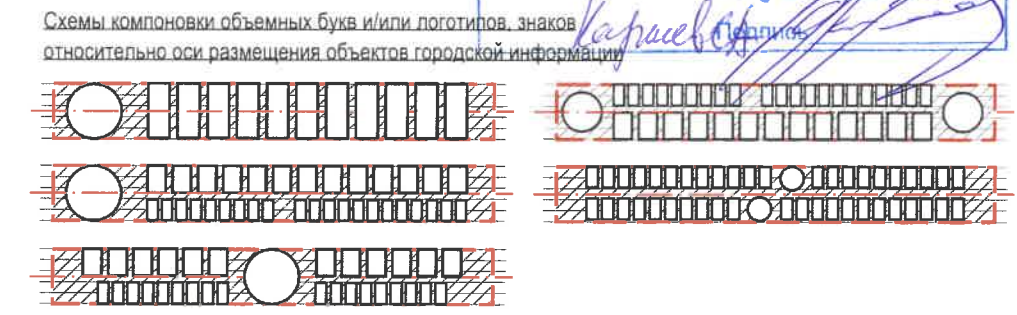 Схемы компоновки объемных букв и/или логотипов, знаков
относительно оси размещения объектов городской информации
Подпись